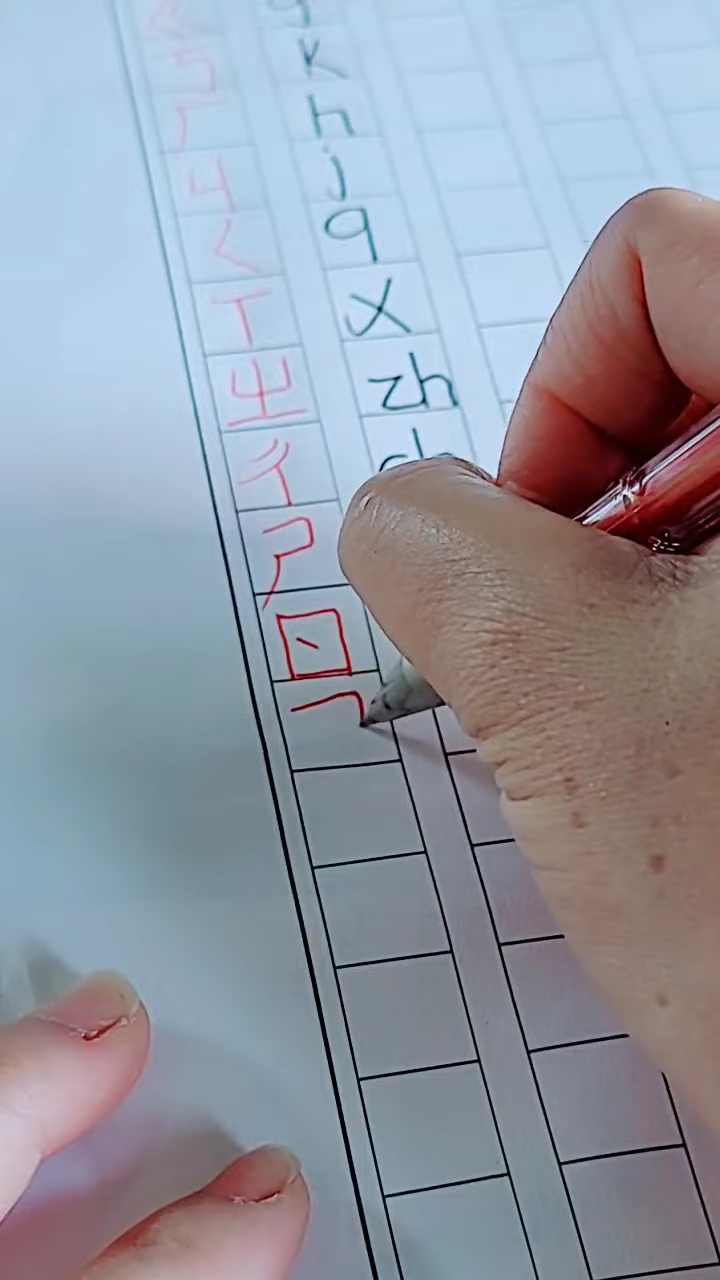 ㄍ
ㄎ k
ㄏ h
ㄐ j
ㄑ q
ㄒ x
ㄓ zh
ㄔ
ㄕ
ㄖ